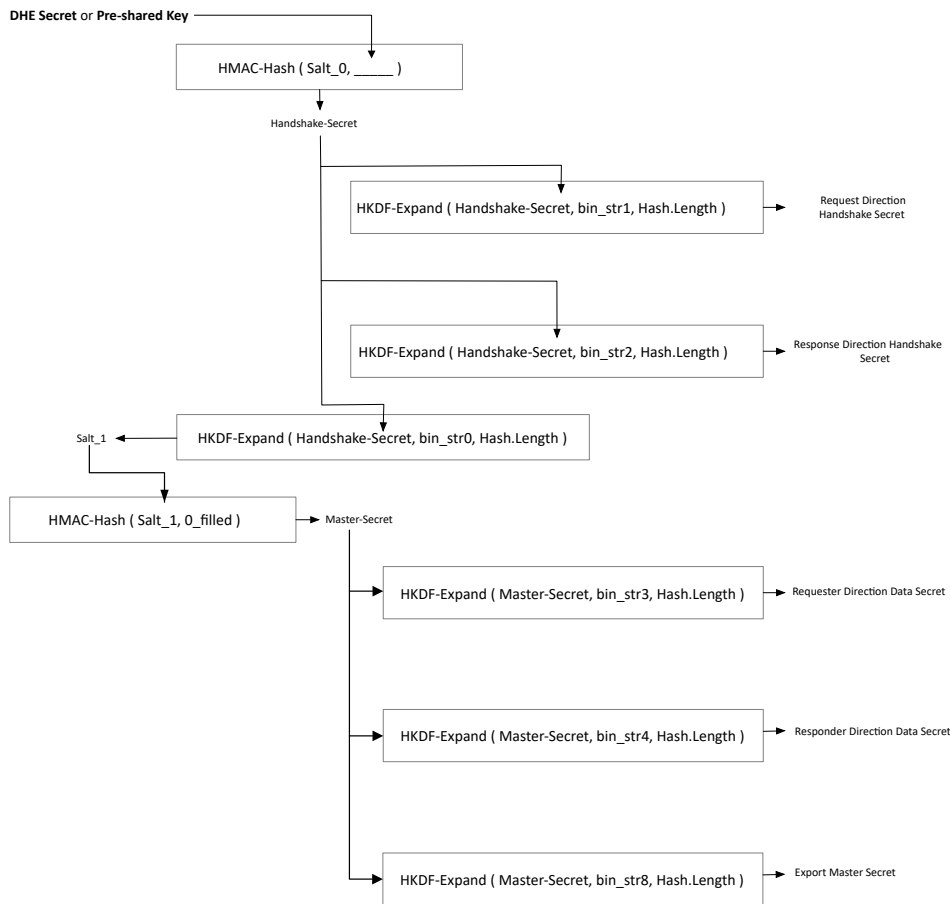 DHE Secret or Pre-shared Key
HMAC-Hash ( Salt_0, _____ )
Handshake-Secret
HKDF-Expand ( Handshake-Secret, bin_str1, Hash.Length )
Request Direction
Handshake Secret
HKDF-Expand ( Handshake-Secret, bin_str2, Hash.Length )
Response Direction Handshake
Secret
Salt_1
HKDF-Expand ( Handshake-Secret, bin_str0, Hash.Length )
HMAC-Hash ( Salt_1, 0_filled )
Master-Secret
HKDF-Expand ( Master-Secret, bin_str3, Hash.Length )
Requester Direction Data Secret
HKDF-Expand ( Master-Secret, bin_str4, Hash.Length )
Responder Direction Data Secret
HKDF-Expand ( Master-Secret, bin_str8, Hash.Length )
Export Master Secret